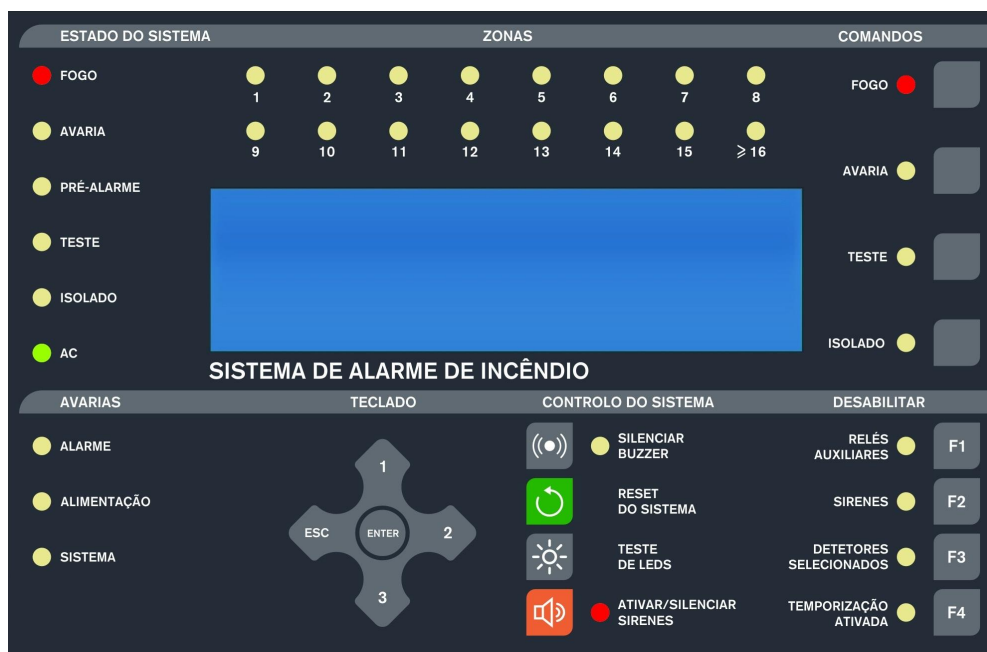 ESTADO DO SISTEMA
ZONAS
COMANDOS
FOGO
1 2 3 4 5 6 7 8
FOGO
AVARIA
9 10 11 12 13 14 15 ⩾ 16
AVARIA
PRÉ-ALARME
TESTE
TESTE
ISOLADO
ISOLADO
AC
SISTEMA DE ALARME DE INCÊNDIO
AVARIAS
TECLADO
CONTROLO DO SISTEMA
DESABILITAR
ALARME
ALIMENTAÇÃO
SISTEMA
1
ESC
ENTER
2
3
SILENCIAR
BUZZER
RESET
DO SISTEMA
TESTE
DE LEDS
ATIVAR/SILENCIAR
SIRENES
RELÉS
AUXILIARES
F1
SIRENES
F2
DETETORES
SELECIONADOS
F3
TEMPORIZAÇÃO
ATIVADA
F4